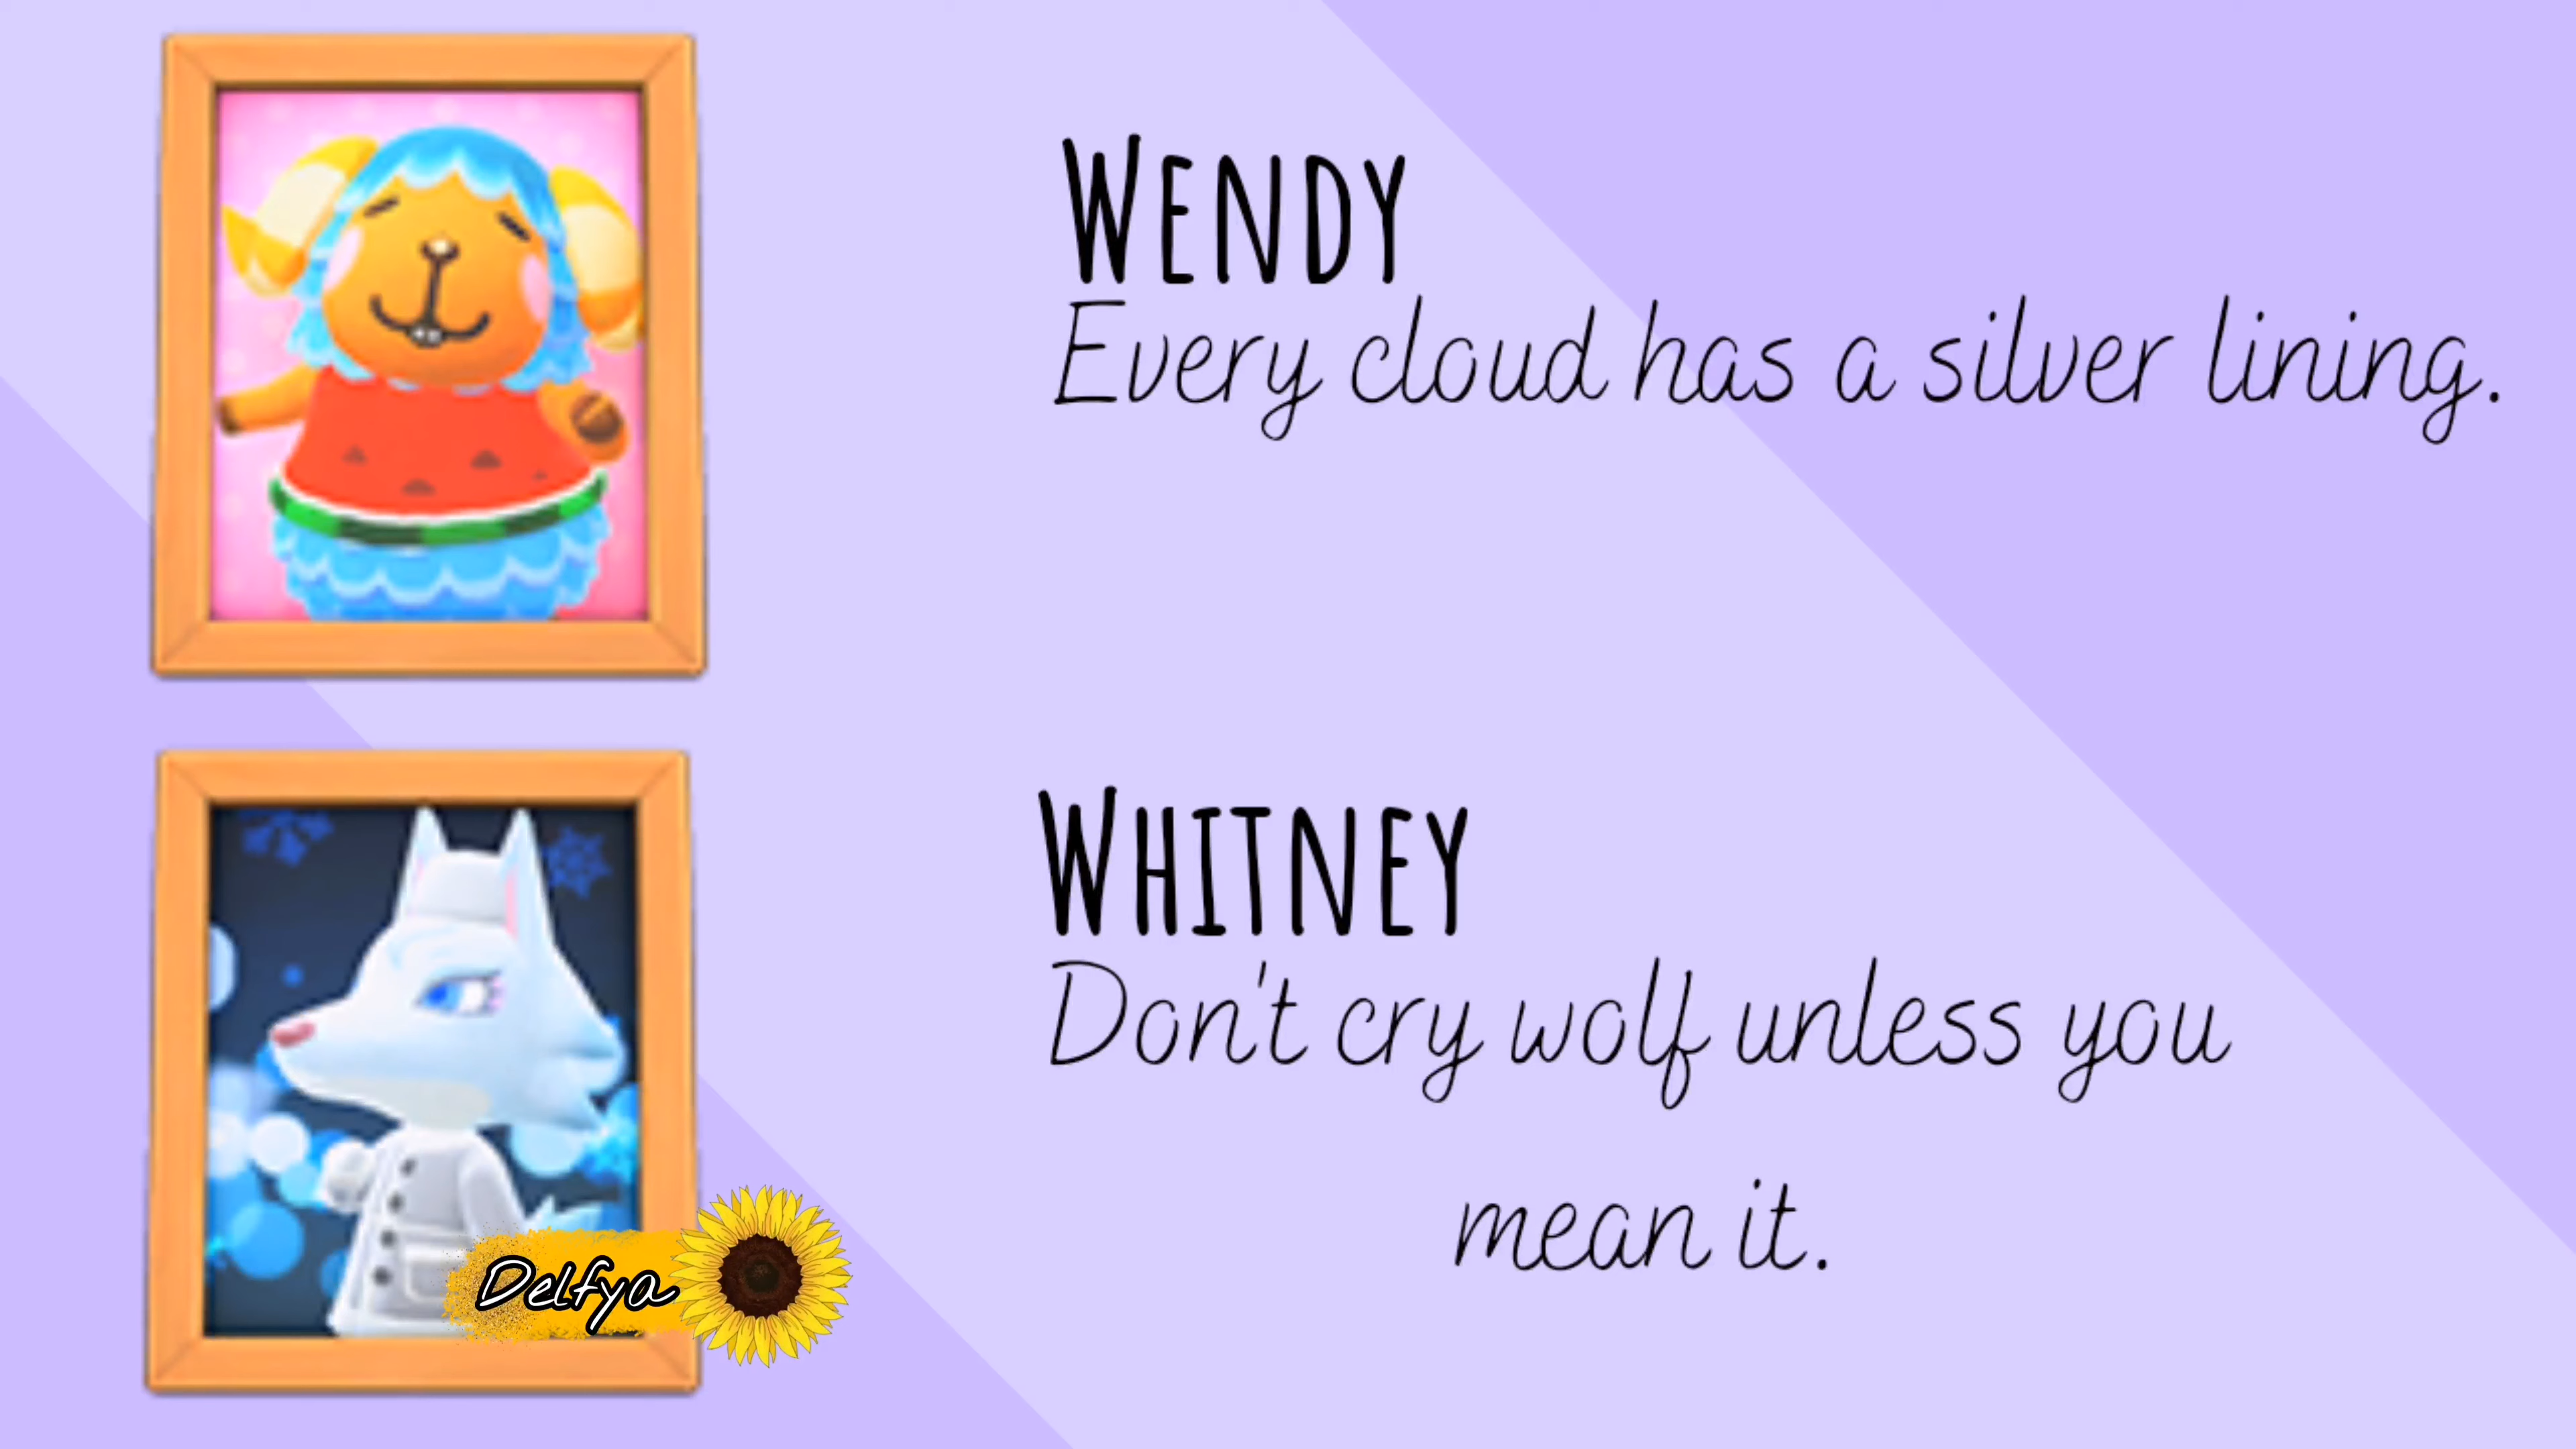 Wendy
Every cloud has a silver lining.
Whitney
Don't cry wolf unless you
mean it.
Delfya